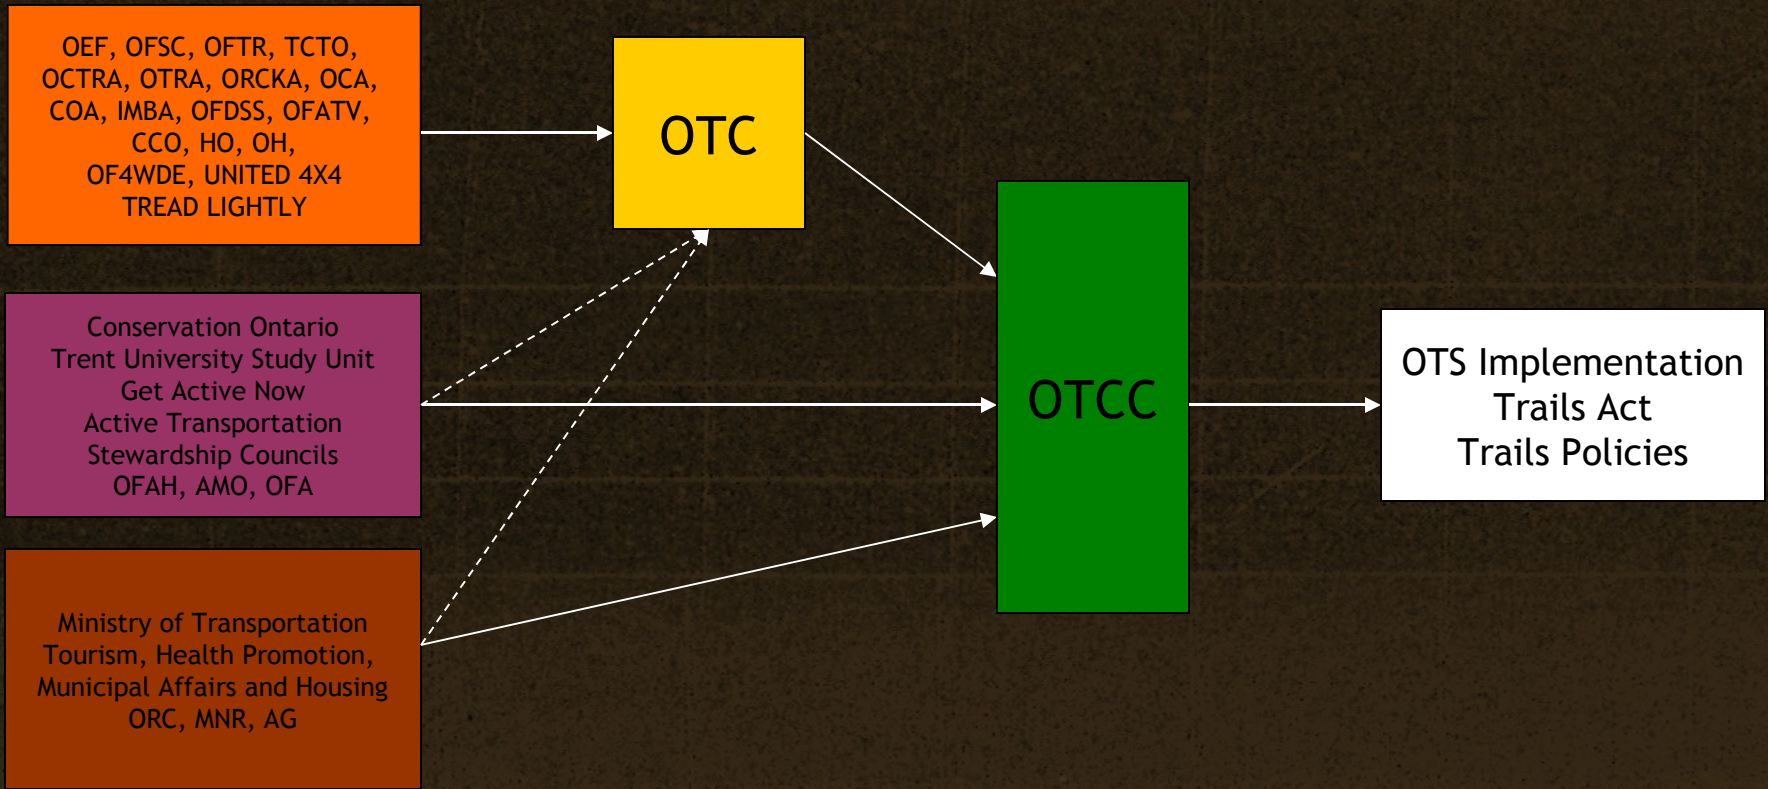 OEF, OFSC, OFTR, TCTO,
OCTRA, OTRA, ORCKA, OCA,
COA, IMBA, OFDSS, OFATV,
CCO, HO, OH,
OF4WDE, UNITED 4X4
TREAD LIGHTLY
OTC
Conservation Ontario
Trent University Study Unit
Get Active Now
Active Transportation
Stewardship Councils
OFAH, AMO, OFA
OTCC
OTS Implementation
Trails Act
Trails Policies
Ministry of Transportation
Tourism, Health Promotion,
Municipal Affairs and Housing
ORC, MNR, AG